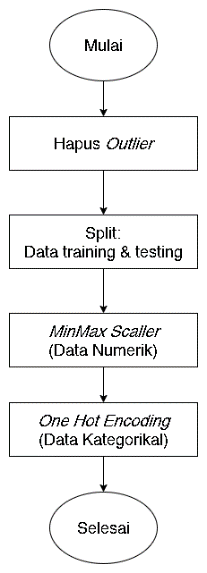 Mulai
Hapus Outlier
Split:
Data training & testing
MinMax Scaller
(Data Numerik)
One Hot Encoding
(Data Kategorikal)
Selesai